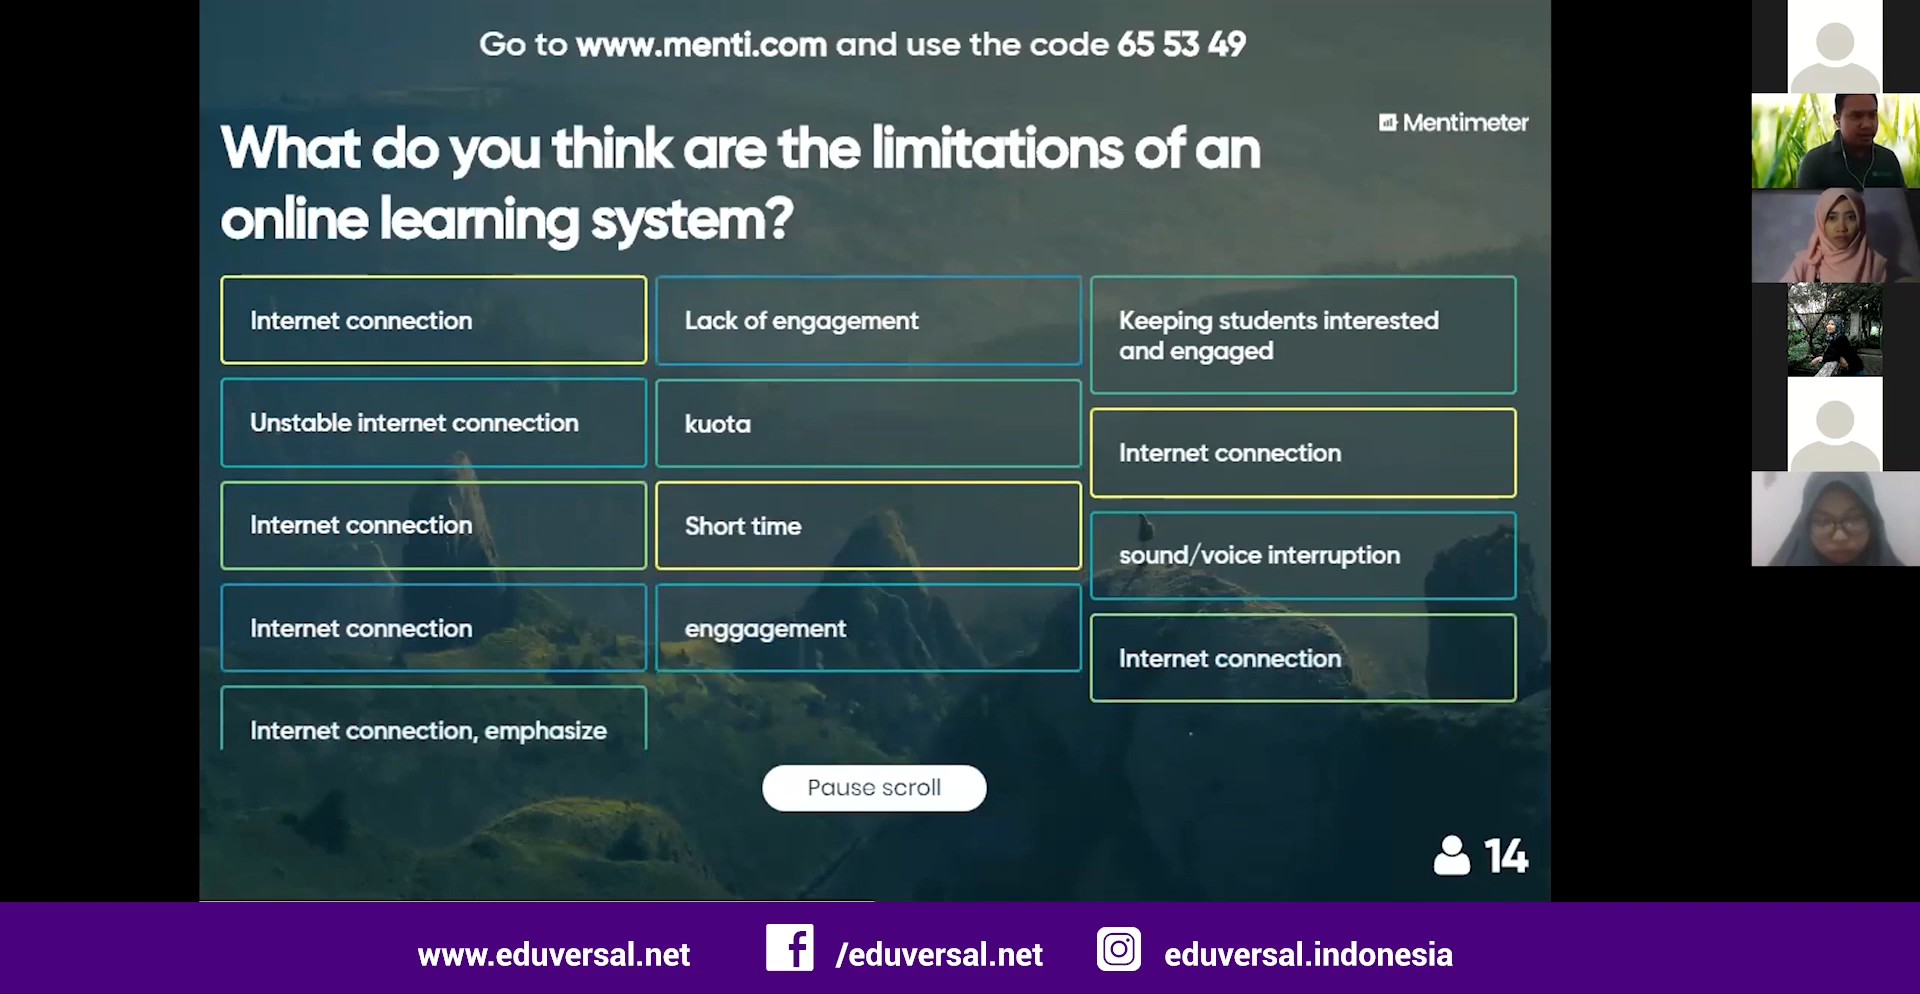 Go to www.menti.com and use the code 65 53 49
Mentimeter
What do you think are the limitations of an
online learning system?
Internet connection
Unstable internet connection
Internet connection
Internet connection
Internet connection, emphasize
Lack of engagement
kuota
Short time
enggagement
Keeping students interested
and engaged
Internet connection
sound/voice interruption
Internet connection
Pause scroll
14
www.eduversal.net
/eduversal.net
eduversal.indonesia